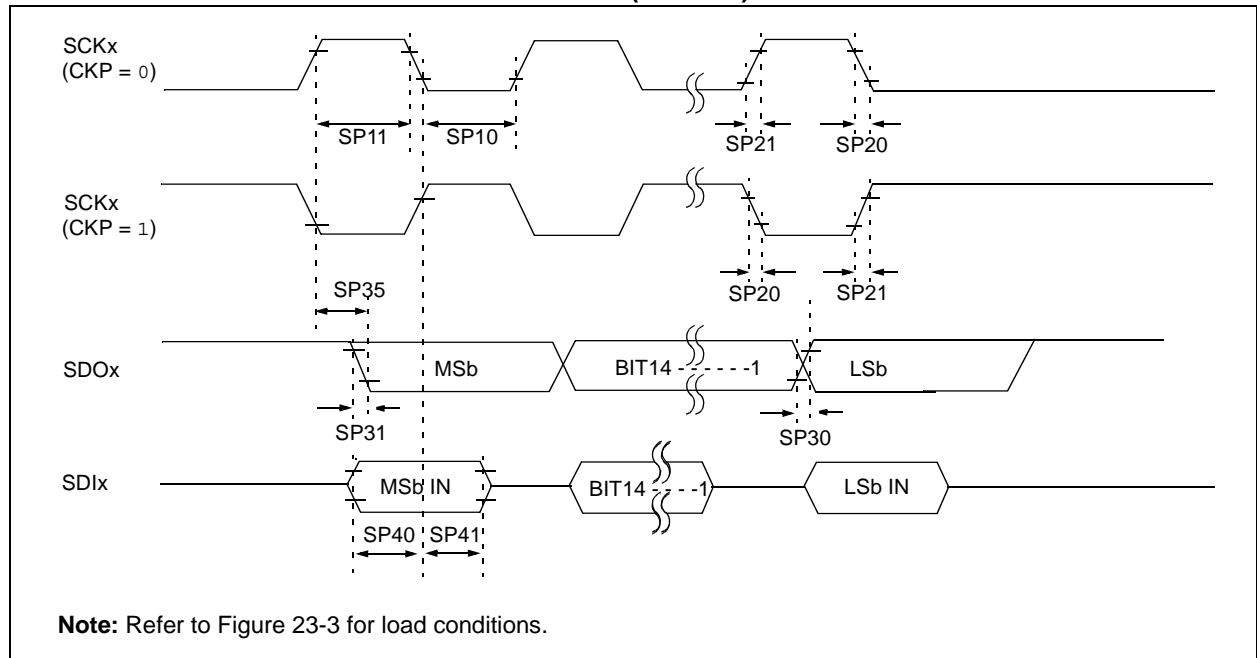 SCKx
(CKP = 0)
SP11
SP10
SP21
SP20
SCKx
(CKP = 1)
SP35
SP20
SP21
SDOx
MSb
BIT14 - - - - - -1
LSb
SP31
SP30
SDIx
MSb IN
BIT14 - - - -1
LSb IN
SP40
SP41
Note: Refer to Figure 23-3 for load conditions.